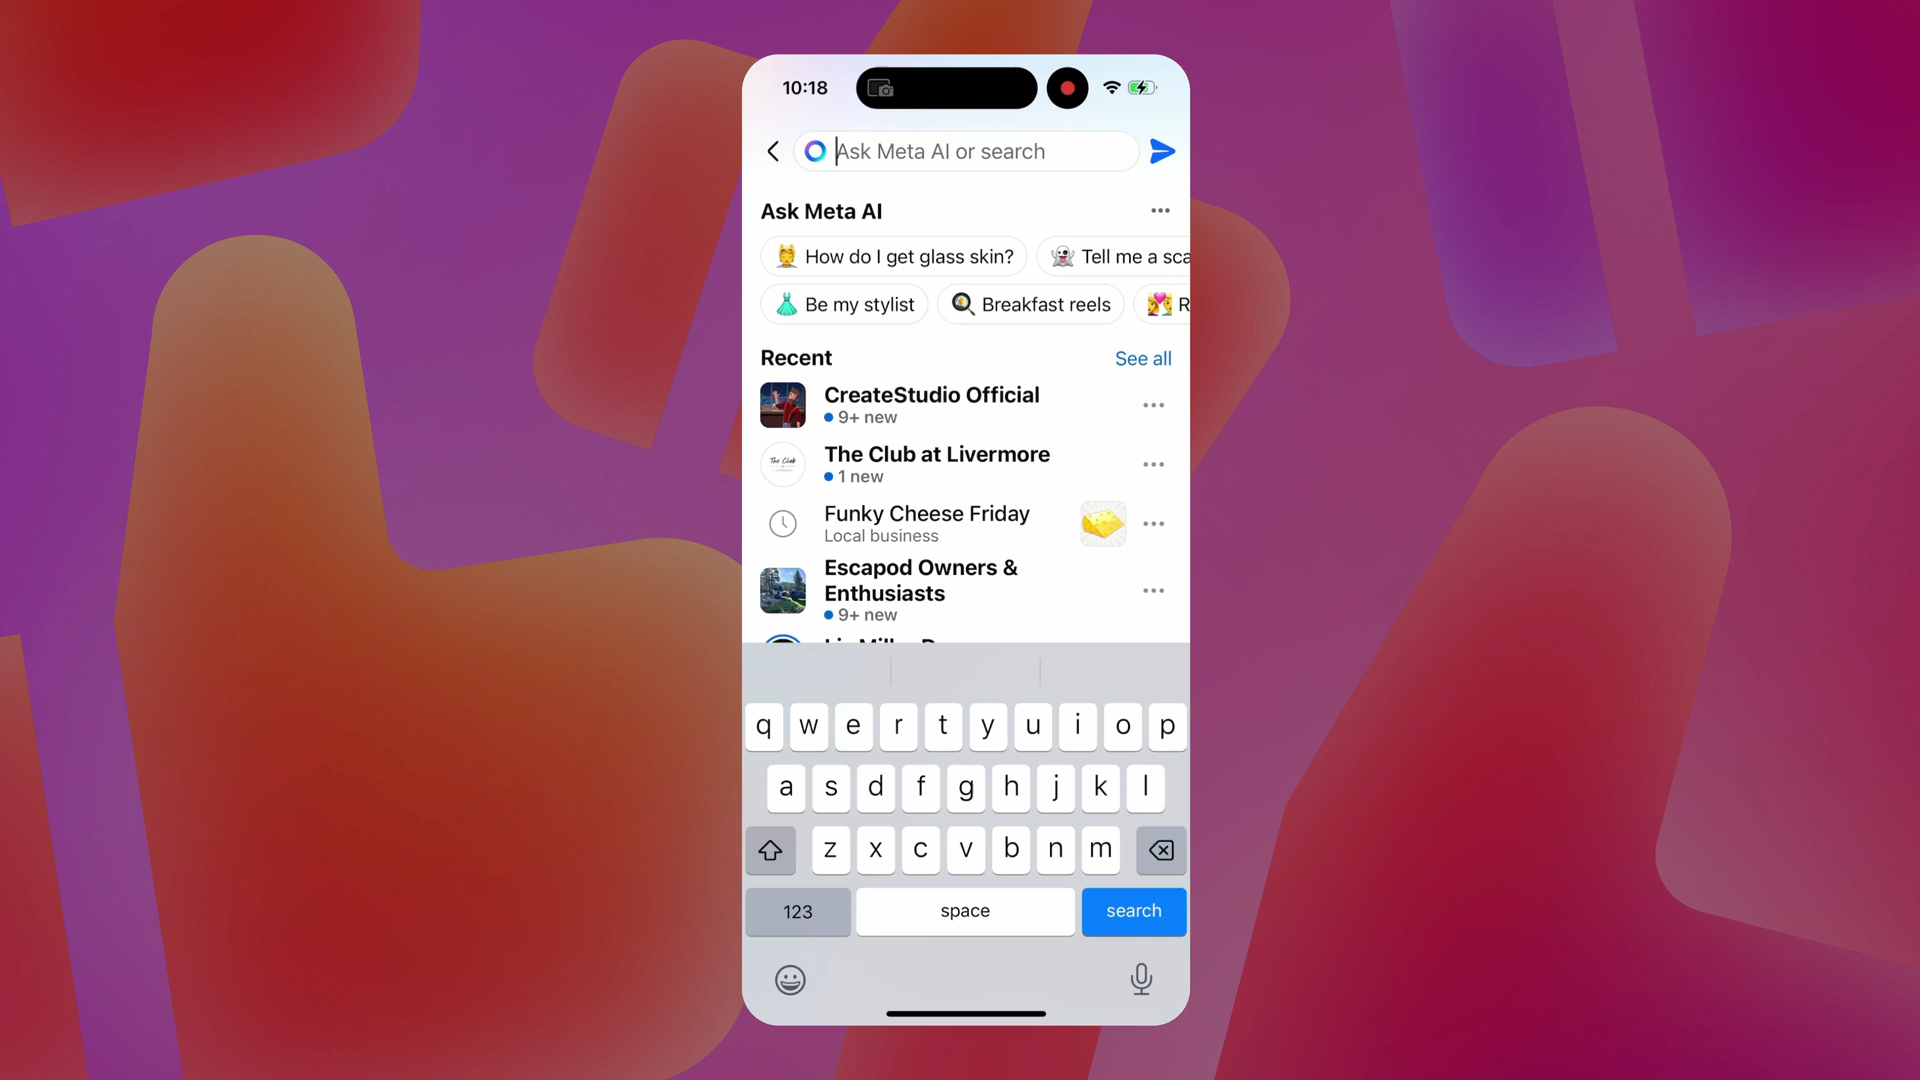 10:18
Ask Meta AI or search
Ask Meta AI
How do I get glass skin?
Tell me a sca
Be my stylist
Breakfast reels
R
Recent
See all
CreateStudio Official
9+ new
The Club at Livermore
1 new
The Club
Funky Cheese Friday
Local business
Escapod Owners &
Enthusiasts
9+ new
q w e r t y u i o p
a s d f g h j k l
z x c v b n m
123
space
search